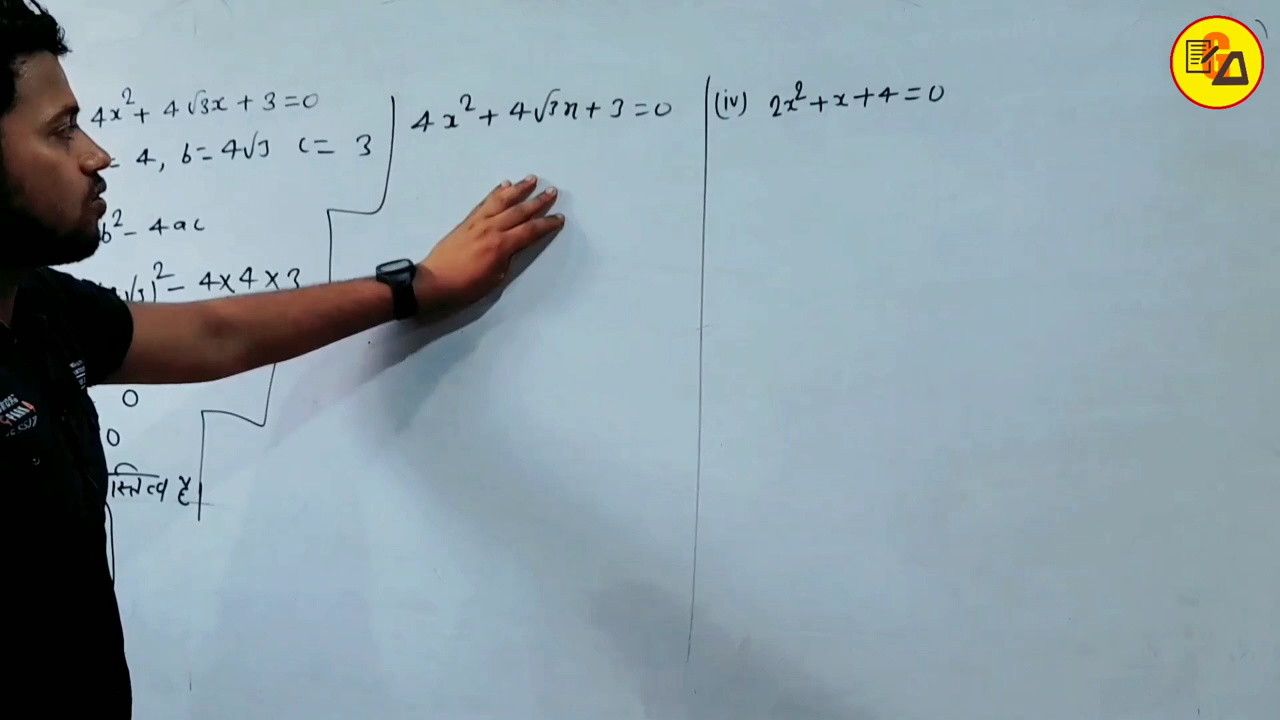 4x² + 4√3x + 3 = 0
= 4, b = 4√3 c = 3
b² - 4ac
√3)² - 4 × 4 × 3
0
0
है
4x² + 4√3x + 3 = 0
(iv) 2x² + x + 4 = 0